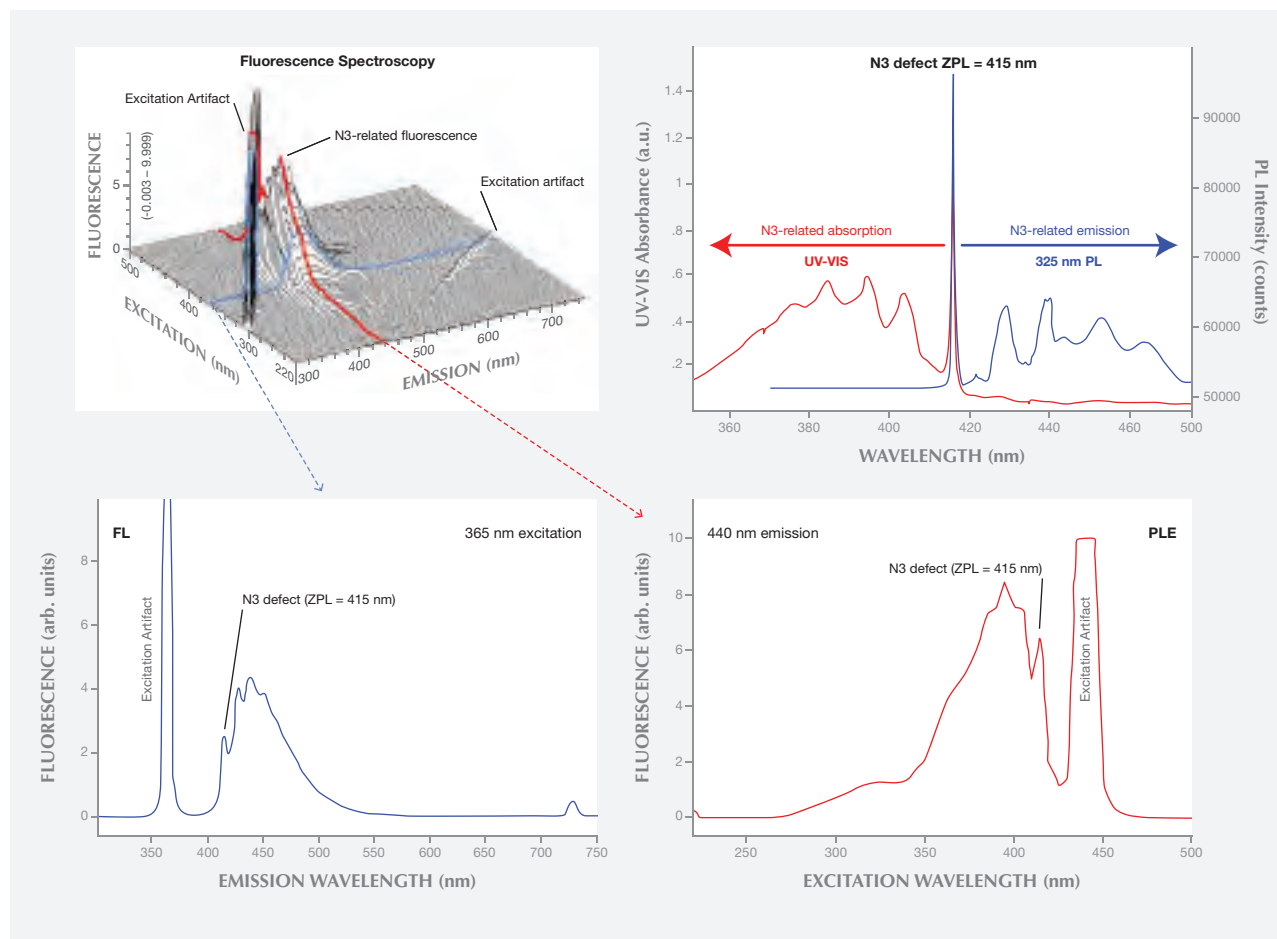 Fluorescence Spectroscopy
Excitation Artifact
N3-related fluorescence
Excitation artifact
FLUORESCENCE
(-0.003 – 9.999)
5
0
500
400
300
220
EXCITATION (nm)
300
400
500
600
700
EMISSION (nm)
N3 defect ZPL = 415 nm
UV-VIS Absorbance (a.u.)
1.4
1.2
1
.8
.6
.4
.2
N3-related absorption
UV-VIS
N3-related emission
325 nm PL
90000
80000
70000
60000
50000
PL Intensity (counts)
360
380
400
420
440
460
500
WAVELENGTH (nm)
FL
365 nm excitation
FLUORESCENCE (arb. units)
8
6
4
2
0
Excitation Artifact
N3 defect (ZPL = 415 nm)
350
400
450
500
550
600
650
700
750
EMISSION WAVELENGTH (nm)
440 nm emission
PLE
FLUORESCENCE (arb. units)
10
8
6
4
2
0
N3 defect (ZPL = 415 nm)
Excitation Artifact
250
300
350
400
450
500
EXCITATION WAVELENGTH (nm)